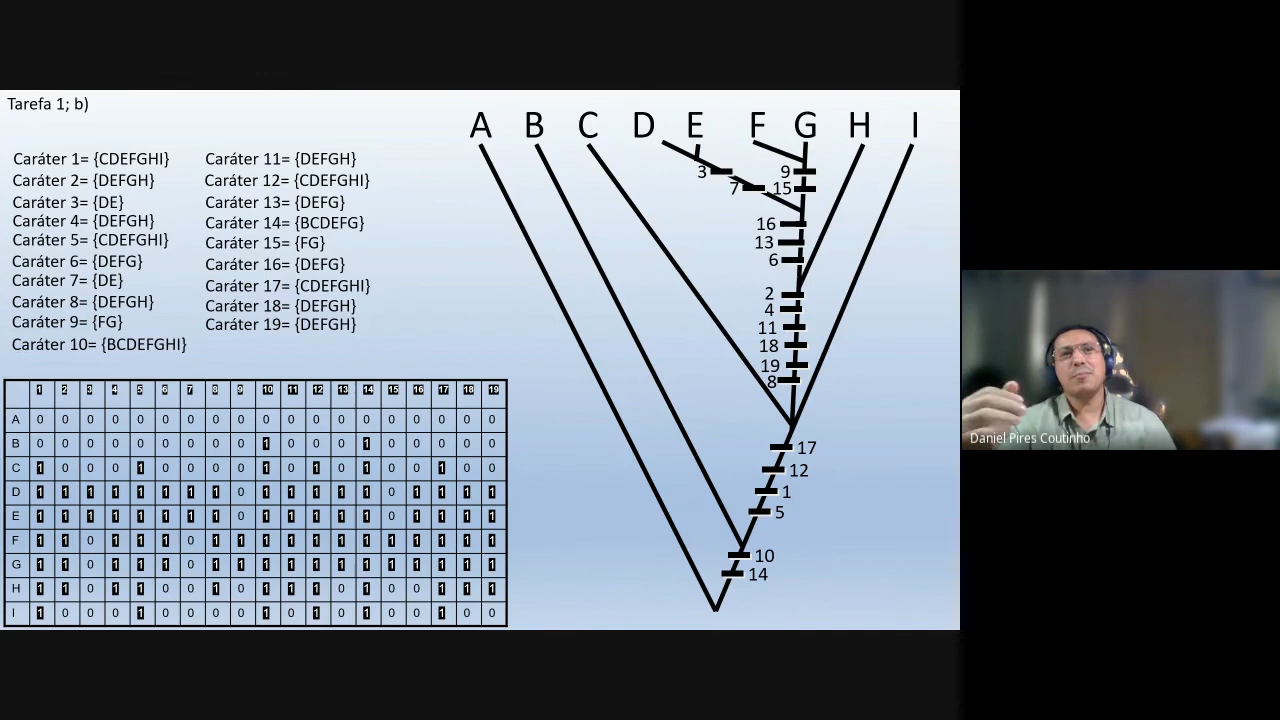 Tarefa 1; b)
A B C D E F G H I
Caráter 1= {CDEFGHI}
Caráter 2= {DEFGH}
Caráter 3= {DE}
Caráter 4= {DEFGH}
Caráter 5= {CDEFGHI}
Caráter 6= {DEFG}
Caráter 7= {DE}
Caráter 8= {DEFGH}
Caráter 9= {FG}
Caráter 10= {BCDEFGHI}
Caráter 11= {DEFGH}
Caráter 12= {CDEFGHI}
Caráter 13= {DEFG}
Caráter 14= {BCDEFG}
Caráter 15= {FG}
Caráter 16= {DEFG}
Caráter 17= {CDEFGHI}
Caráter 18= {DEFGH}
Caráter 19= {DEFGH}
3 9
7 15
16
13
6
2
4
11
18
19
8
17
12
1
5
10
14
1 2 3 4 5 6 7 8 9 10 11 12 13 14 15 16 17 18 19
A 0 0 0 0 0 0 0 0 0 0 0 0 0 0 0 0 0 0 0
B 0 0 0 0 0 0 0 0 0 1 0 0 0 1 0 0 0 0 0
C 1 0 0 0 1 0 0 0 0 1 0 1 0 1 0 0 1 0 0
D 1 1 1 1 1 1 1 1 0 1 1 1 1 1 0 1 1 1 1
E 1 1 1 1 1 1 1 1 0 1 1 1 1 1 0 1 1 1 1
F 1 1 0 1 1 1 0 1 1 1 1 1 1 1 1 1 1 1 1
G 1 1 0 1 1 1 0 1 1 1 1 1 1 1 1 1 1 1 1
H 1 1 0 1 1 0 0 1 0 1 1 1 0 1 0 0 1 1 1
I 1 0 0 0 1 0 0 0 0 1 0 1 0 1 0 0 1 0 0
Daniel Pires Coutinho